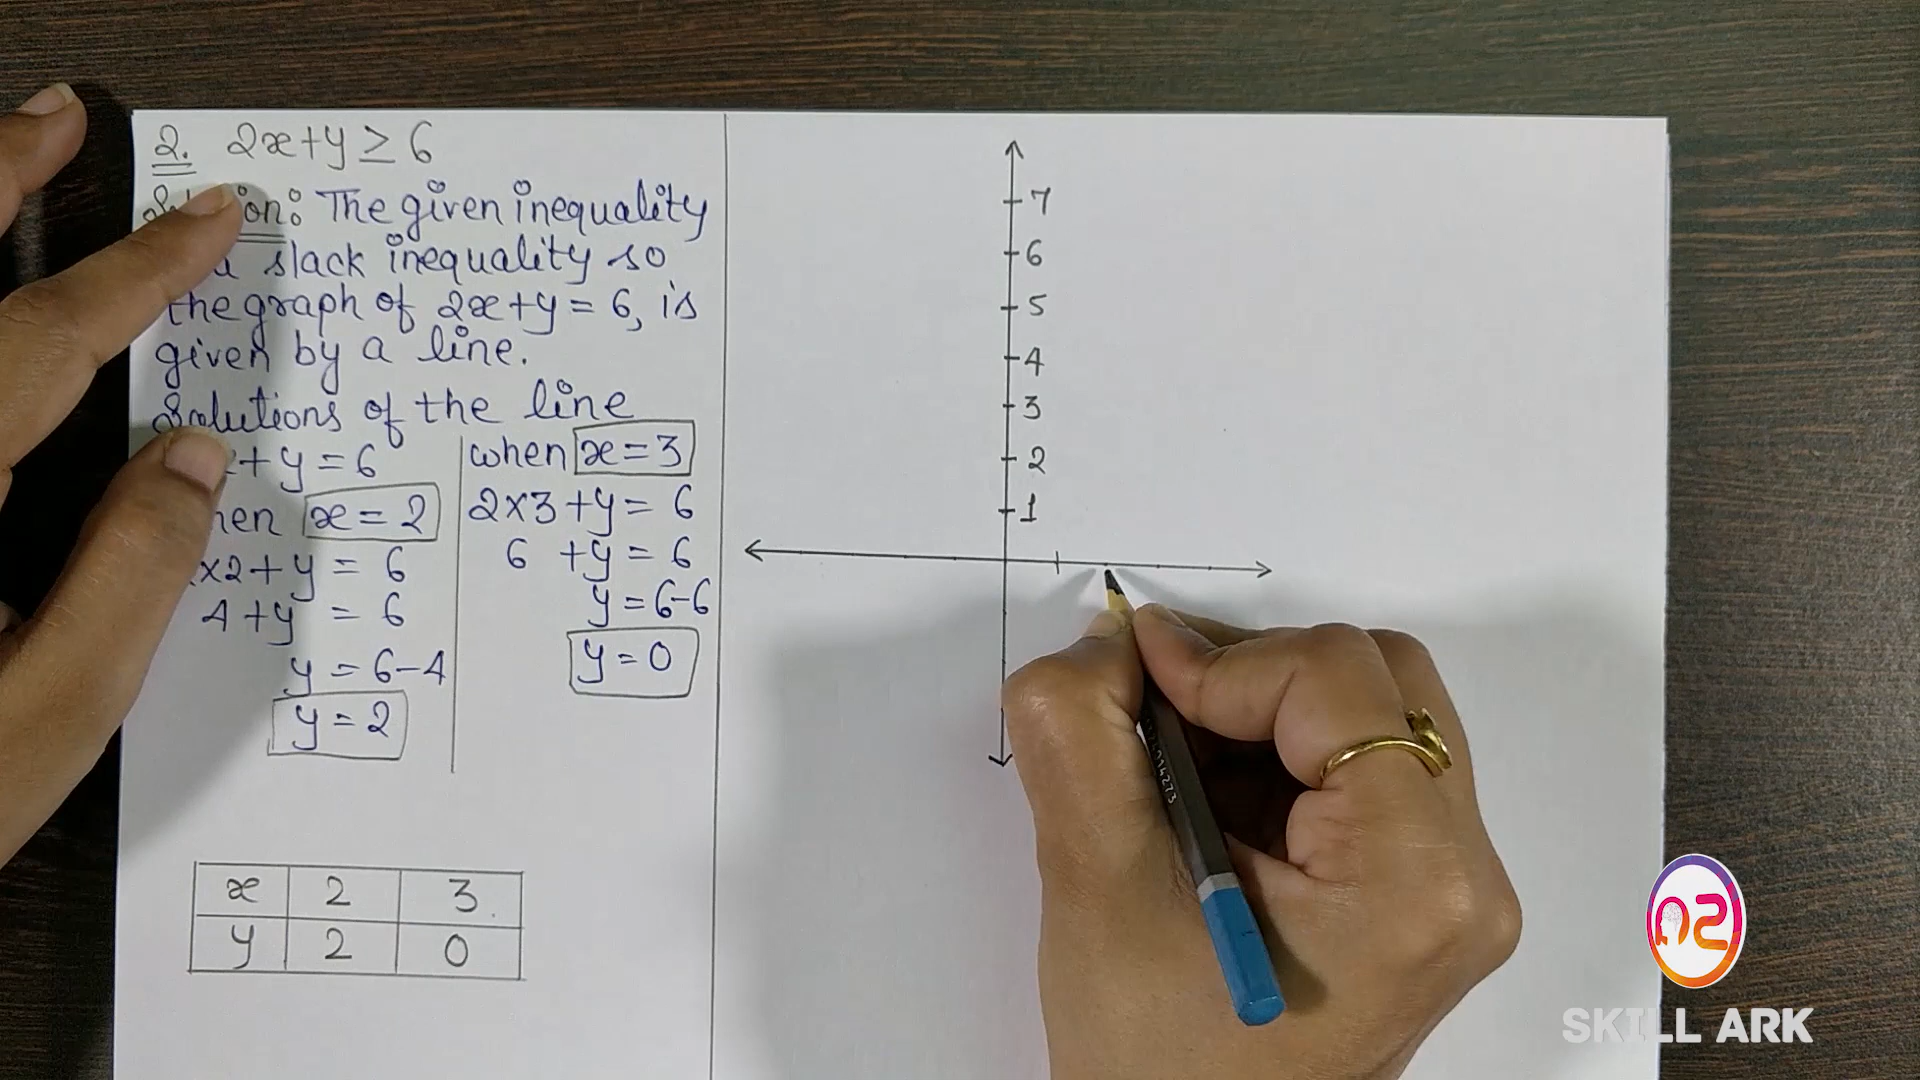 2. 2x+y ≥ 6
The given inequality
slack inequality so
the graph of 2x+y = 6, is
given by a line.
Solutions of the line
+y = 6
x = 2
x2+y = 6
4+y = 6
y = 6-4
y = 2
when x = 3
2x3+y = 6
6 +y = 6
y = 6-6
y = 0
x 2 3
y 2 0
7
6
5
4
3
2
1
SKILL ARK